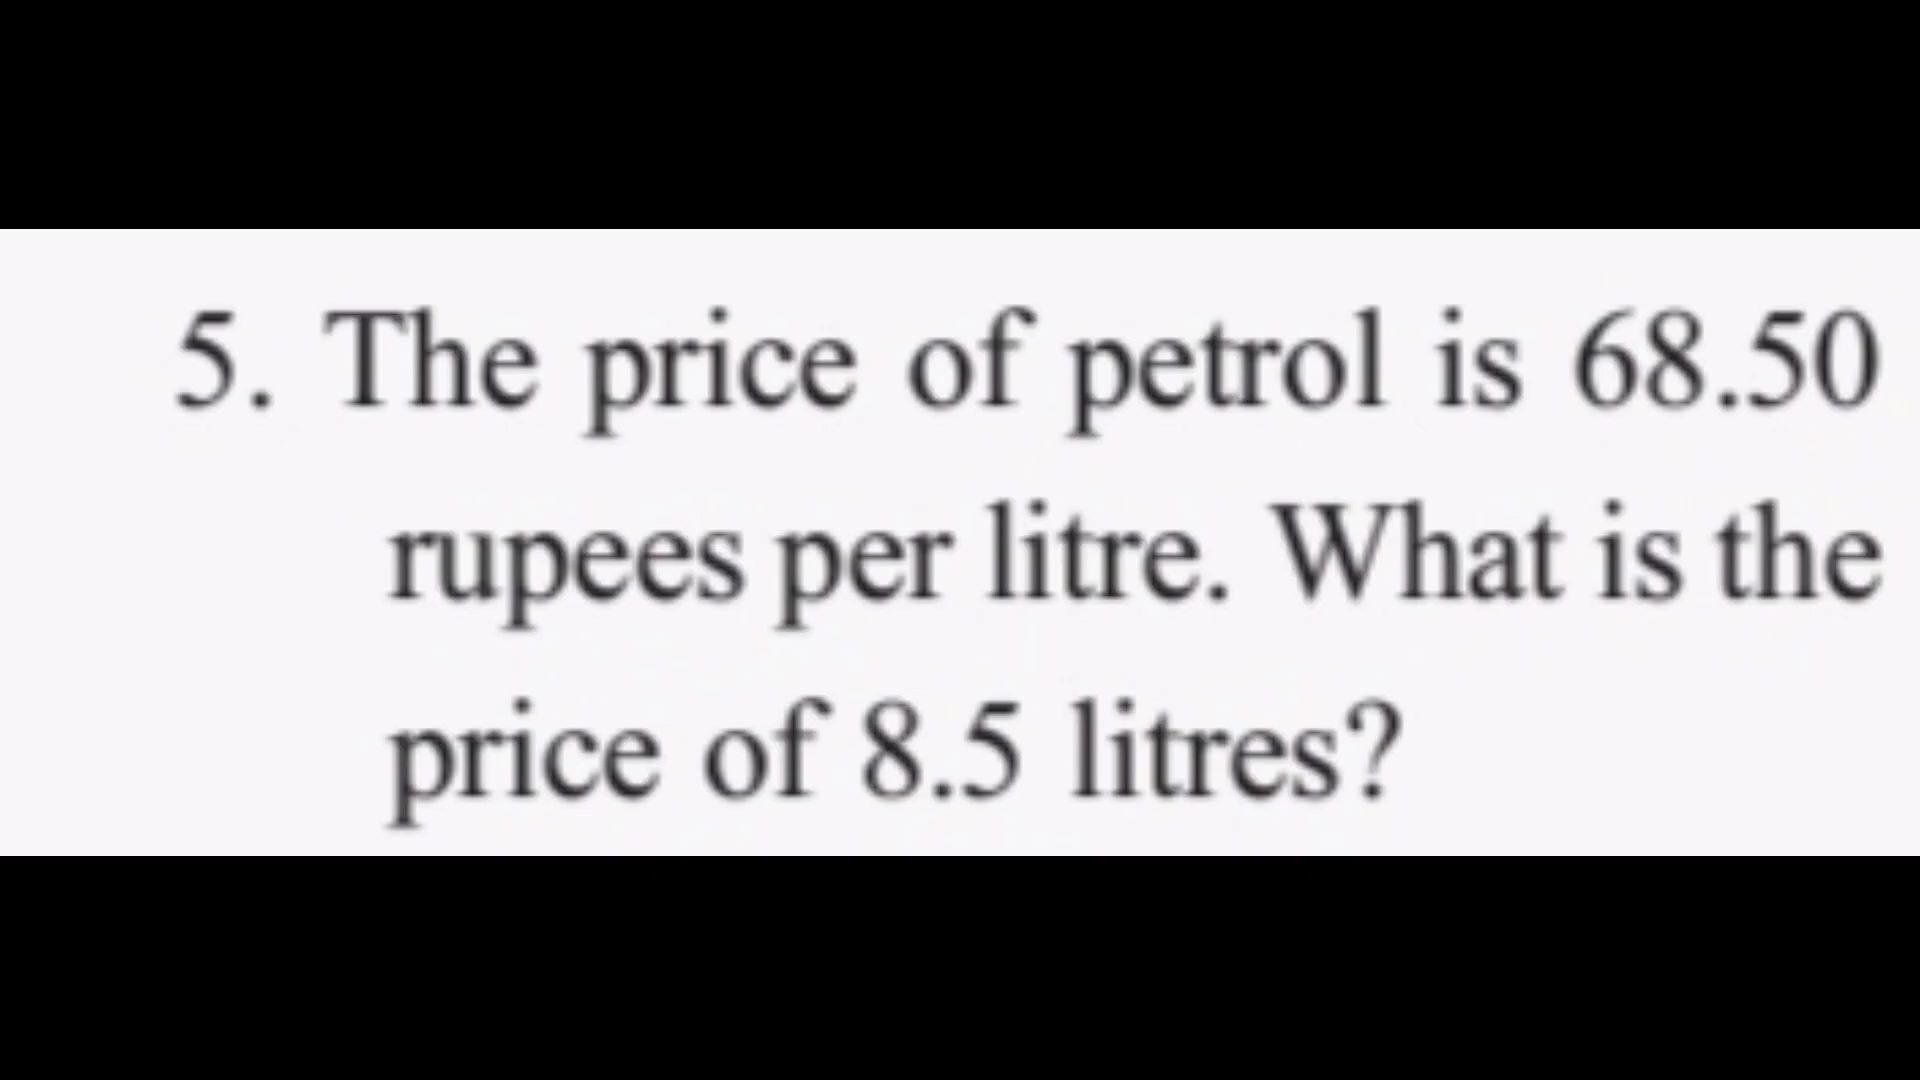 5. The price of petrol is 68.50
rupees per litre. What is the
price of 8.5 litres?